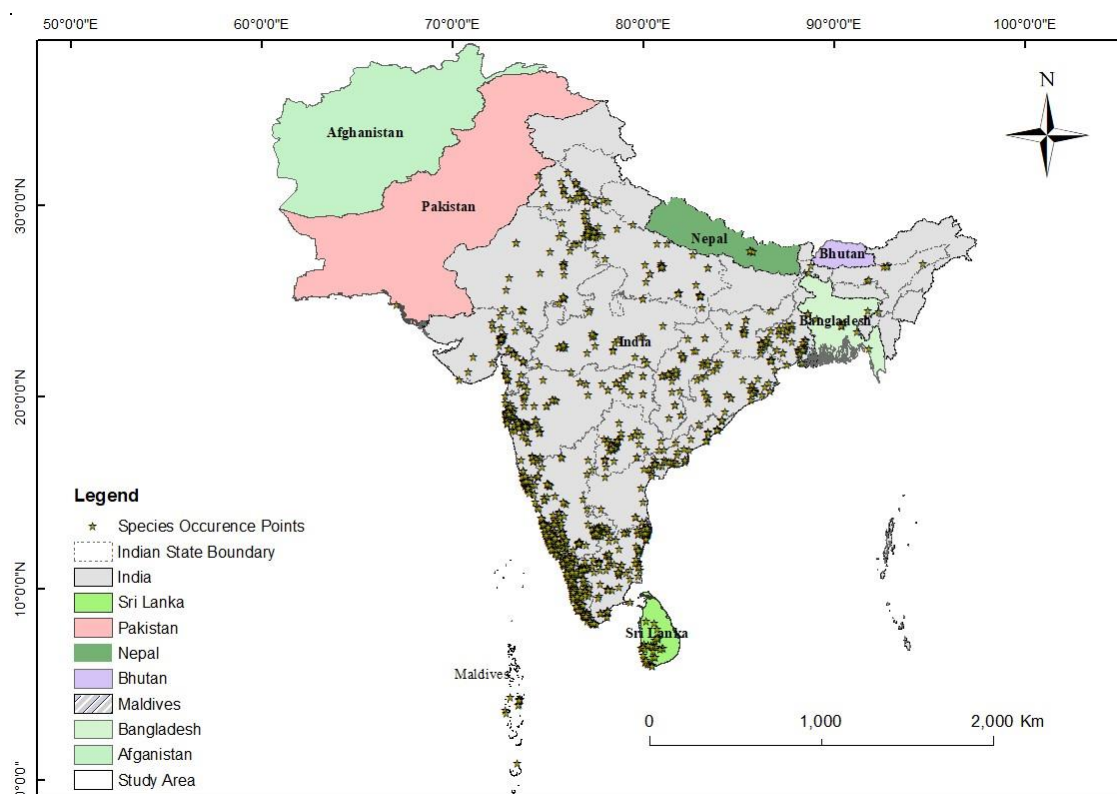 50°0'0"E 60°0'0"E 70°0'0"E 80°0'0"E 90°0'0"E 100°0'0"E
N
Afghanistan
30°0'0"N
Pakistan
Nepal
Bhutan
Bangladesh
India
20°0'0"N
Legend
Species Occurence Points
Indian State Boundary
India
Sri Lanka
Pakistan
Nepal
Bhutan
Maldives
Bangladesh
Afganistan
Study Area
10°0'0"N
Sri Lanka
Maldives
0 1,000 2,000 Km
0°0'0"